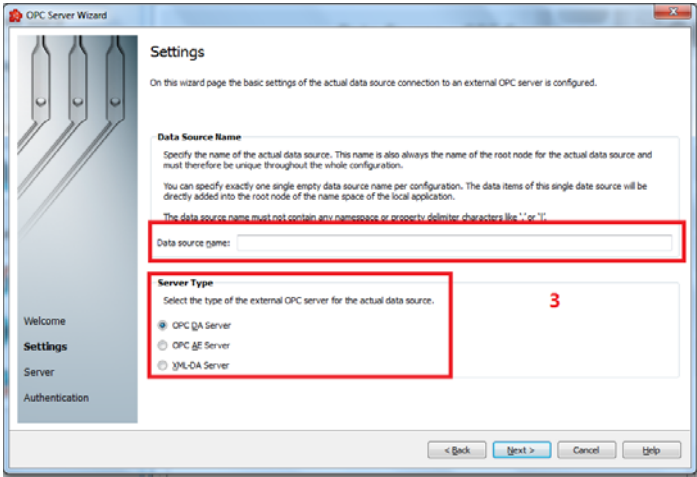 OPC Server Wizard
Settings
On this wizard page the basic settings of the actual data source connection to an external OPC server is configured.
Data Source Name
Specify the name of the actual data source. This name is also always the name of the root node for the actual data source and
must therefore be unique throughout the whole configuration.
You can specify exactly one single empty data source name per configuration. The data items of this single date source will be
directly added into the root node of the name space of the local application.
The data source name must not contain any namespace or property delimiter characters like '.' or '!'.
Data source name:
Server Type
Select the type of the external OPC server for the actual data source.
3
OPC DA Server
OPC AE Server
XML-DA Server
Welcome
Settings
Server
Authentication
< Back Next > Cancel Help